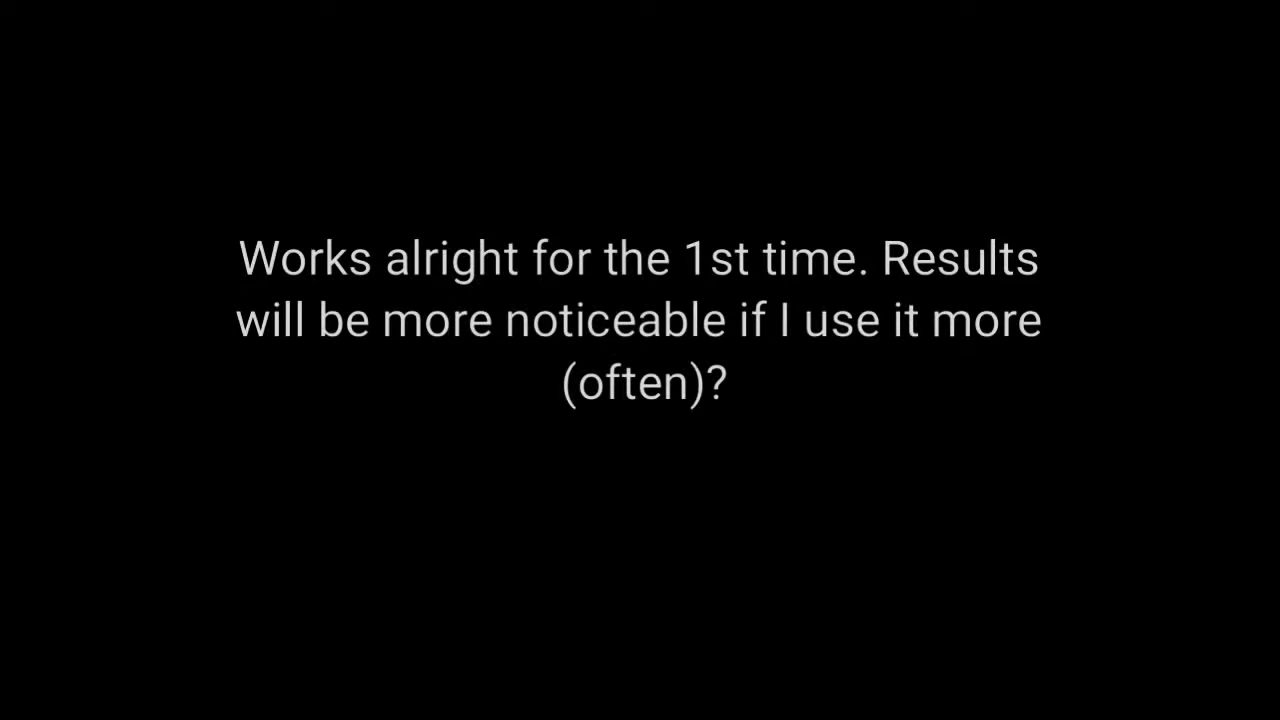 Works alright for the 1st time. Results
will be more noticeable if I use it more
(often)?